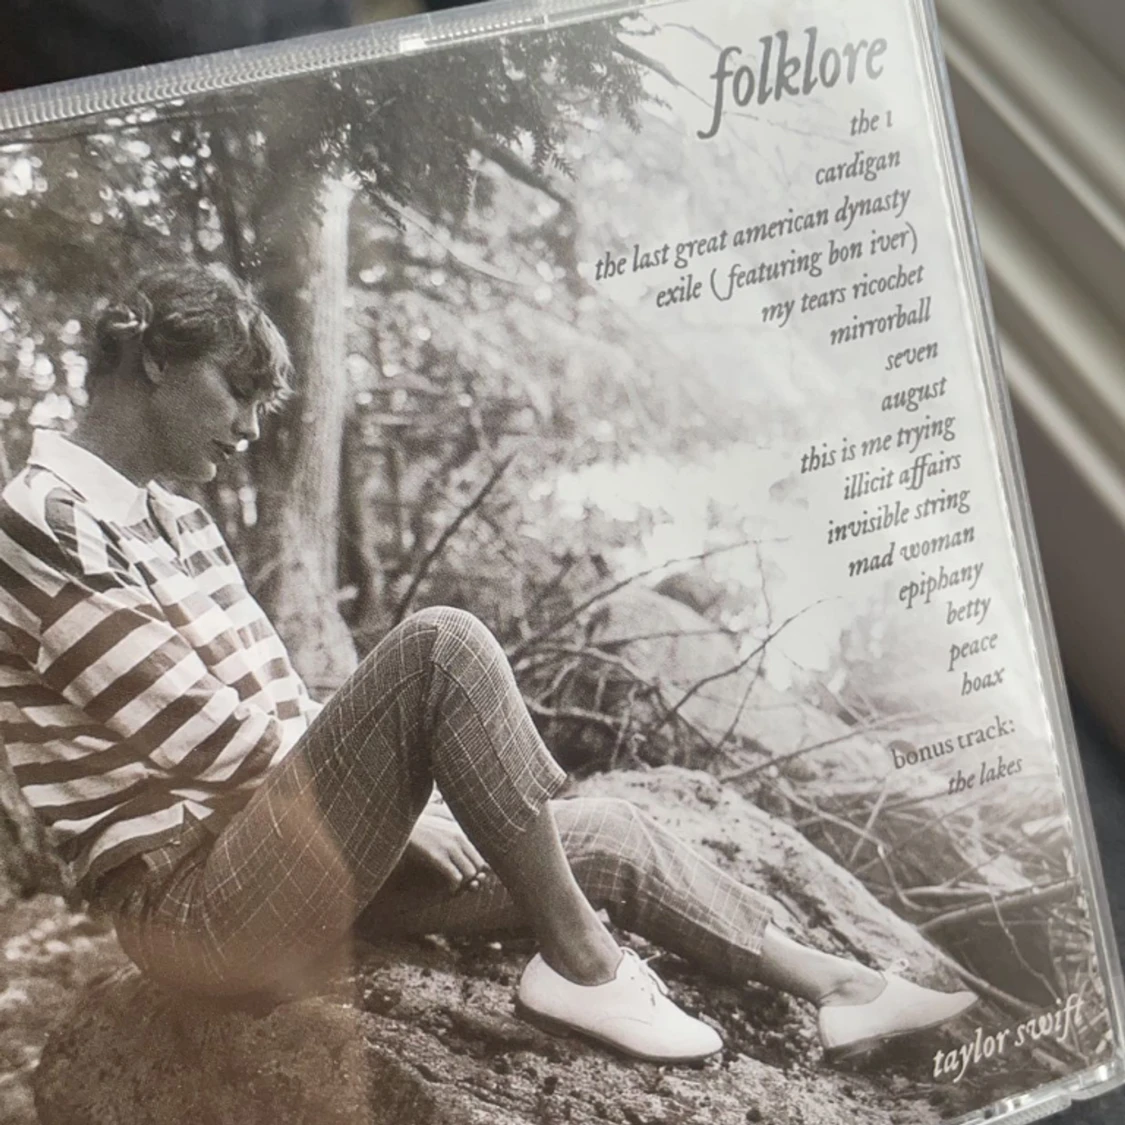 folklore
the 1
cardigan
the last great american dynasty
exile (featuring bon iver)
my tears ricochet
mirrorball
seven
august
this is me trying
illicit affairs
invisible string
mad woman
epiphany
betty
peace
hoax
bonus track:
the lakes
taylor swift